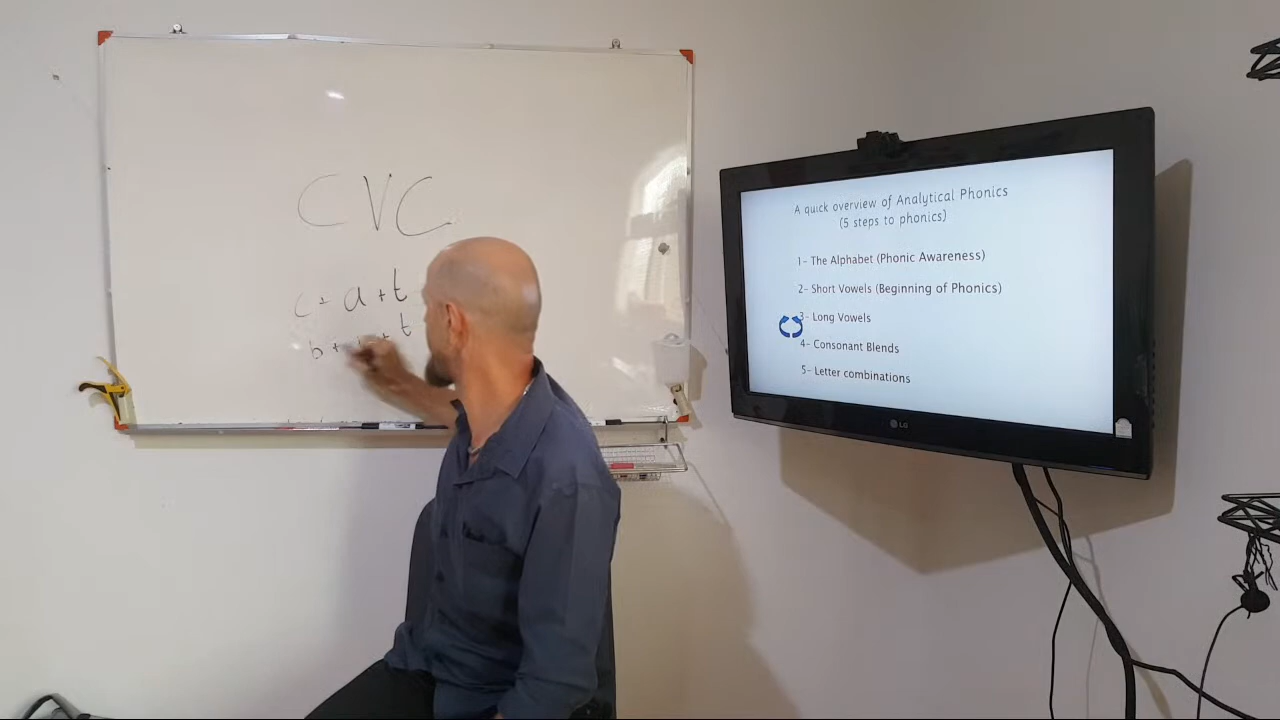 CVC
c + a + t
b + + t
A quick overview of Analytical Phonics
(5 steps to phonics)
1- The Alphabet (Phonic Awareness)
2- Short Vowels (Beginning of Phonics)
3- Long Vowels
4- Consonant Blends
5- Letter combinations
LG